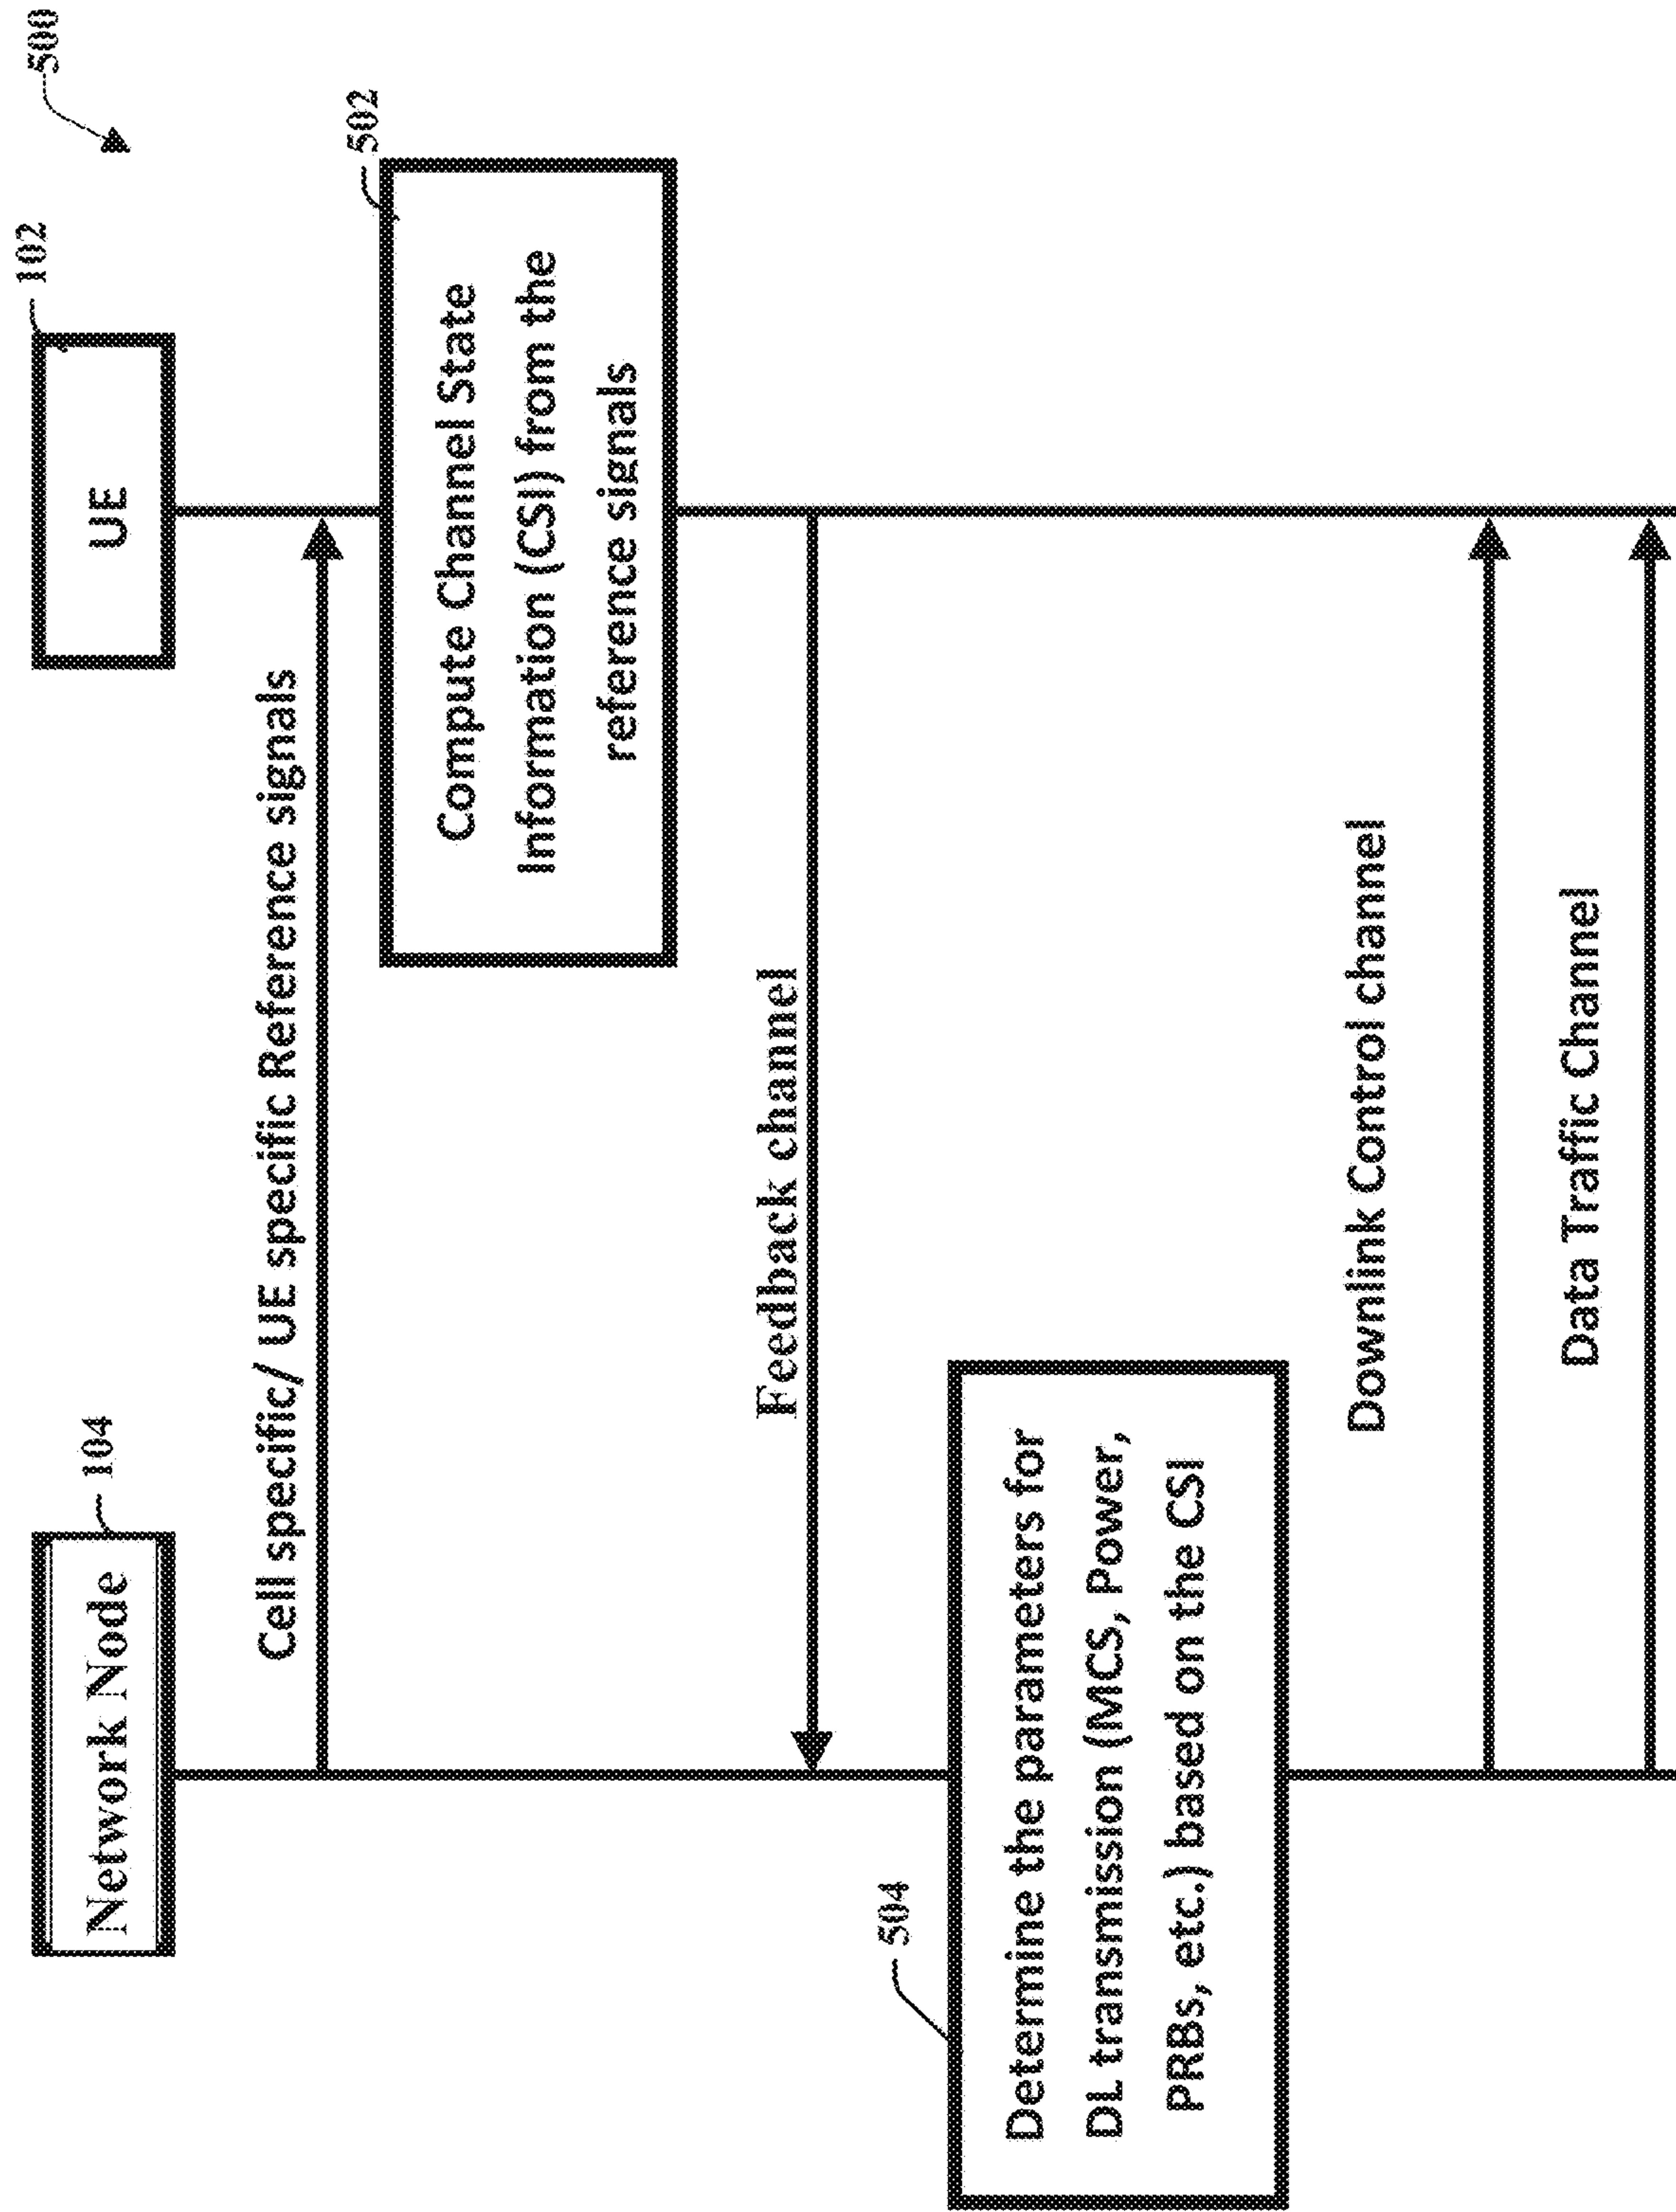 500
Network Node
104
UE
102
Cell specific/ UE specific Reference signals
502
Compute Channel State
Information (CSI) from the
reference signals
Feedback channel
504
Determine the parameters for
DL transmission (MCS, Power,
PRBs, etc.) based on the CSI
Downlink Control channel
Data Traffic Channel